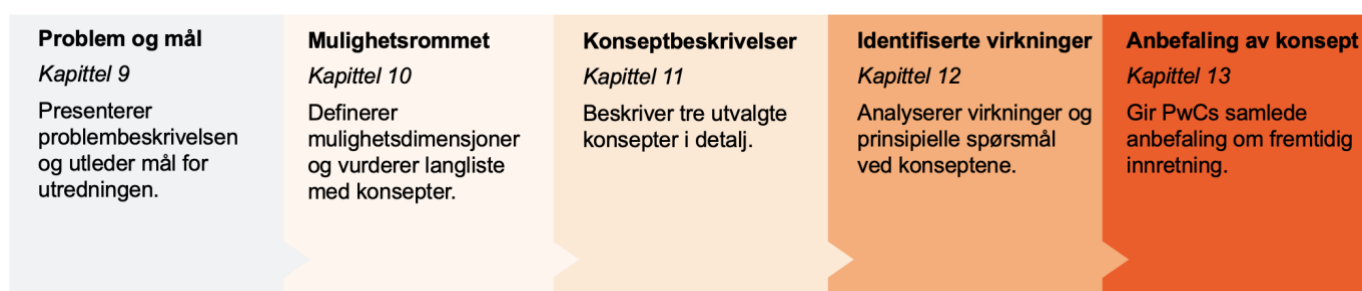 Problem og mål
Kapittel 9
Presenterer
problembeskrivelsen
og utleder mål for
utredningen.
Mulighetsrommet
Kapittel 10
Definerer
mulighetsdimensjoner
og vurderer langliste
med konsepter.
Konseptbeskrivelser
Kapittel 11
Beskriver tre utvalgte
konsepter i detalj.
Identifiserte virkninger
Kapittel 12
Analyserer virkninger og
prinsipielle spørsmål
ved konseptene.
Anbefaling av konsept
Kapittel 13
Gir PwCs samlede
anbefaling om fremtidig
innretning.